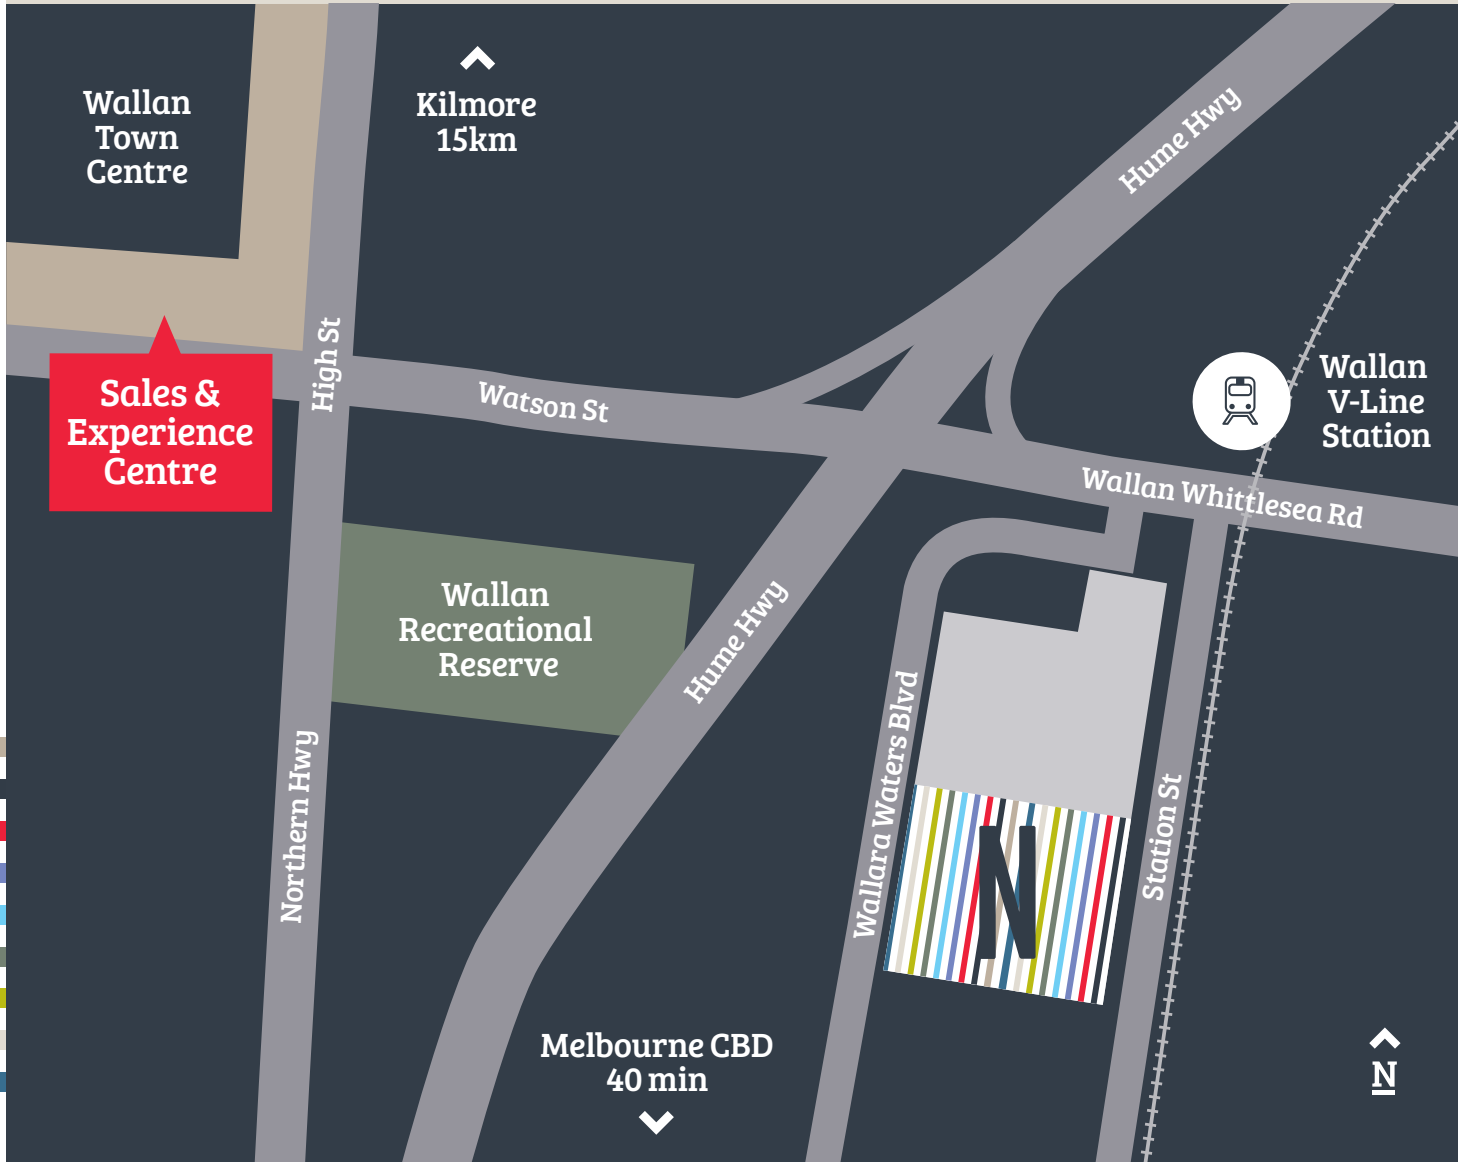 Wallan
Town
Centre
Kilmore
15km
Hume Hwy
High St
Sales &
Experience
Centre
Watson St
Wallan
V-Line
Station
Wallan Whittlesea Rd
Wallan
Recreational
Reserve
Hume Hwy
Northern Hwy
Wallara Waters Blvd
Station St
N
Melbourne CBD
40 min
N